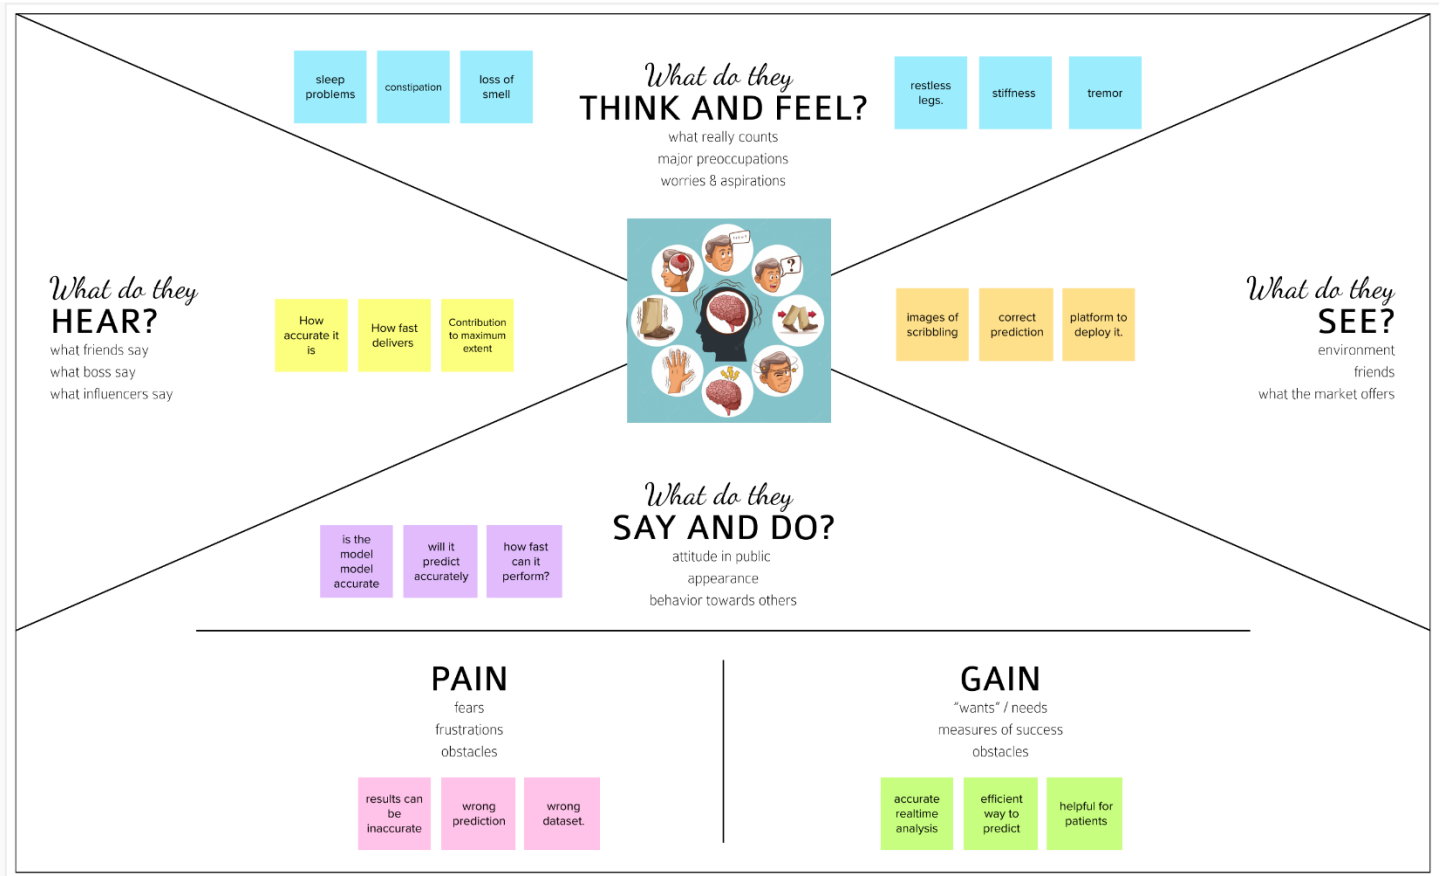 sleep
problems
constipation
loss of
smell
What do they
THINK AND FEEL?
what really counts
major preoccupations
worries & aspirations
restless
legs.
stiffness
tremor
What do they
HEAR?
what friends say
what boss say
what influencers say
How
accurate it
is
How fast
delivers
Contribution
to maximum
extent
?
images of
scribbling
correct
prediction
platform to
deploy it.
What do they
SEE?
environment
friends
what the market offers
What do they
SAY AND DO?
attitude in public
appearance
behavior towards others
is the
model
model
accurate
will it
predict
accurately
how fast
can it
perform?
PAIN
fears
frustrations
obstacles
results can
be
inaccurate
wrong
prediction
wrong
dataset.
GAIN
“wants” / needs
measures of success
obstacles
accurate
realtime
analysis
efficient
way to
predict
helpful for
patients